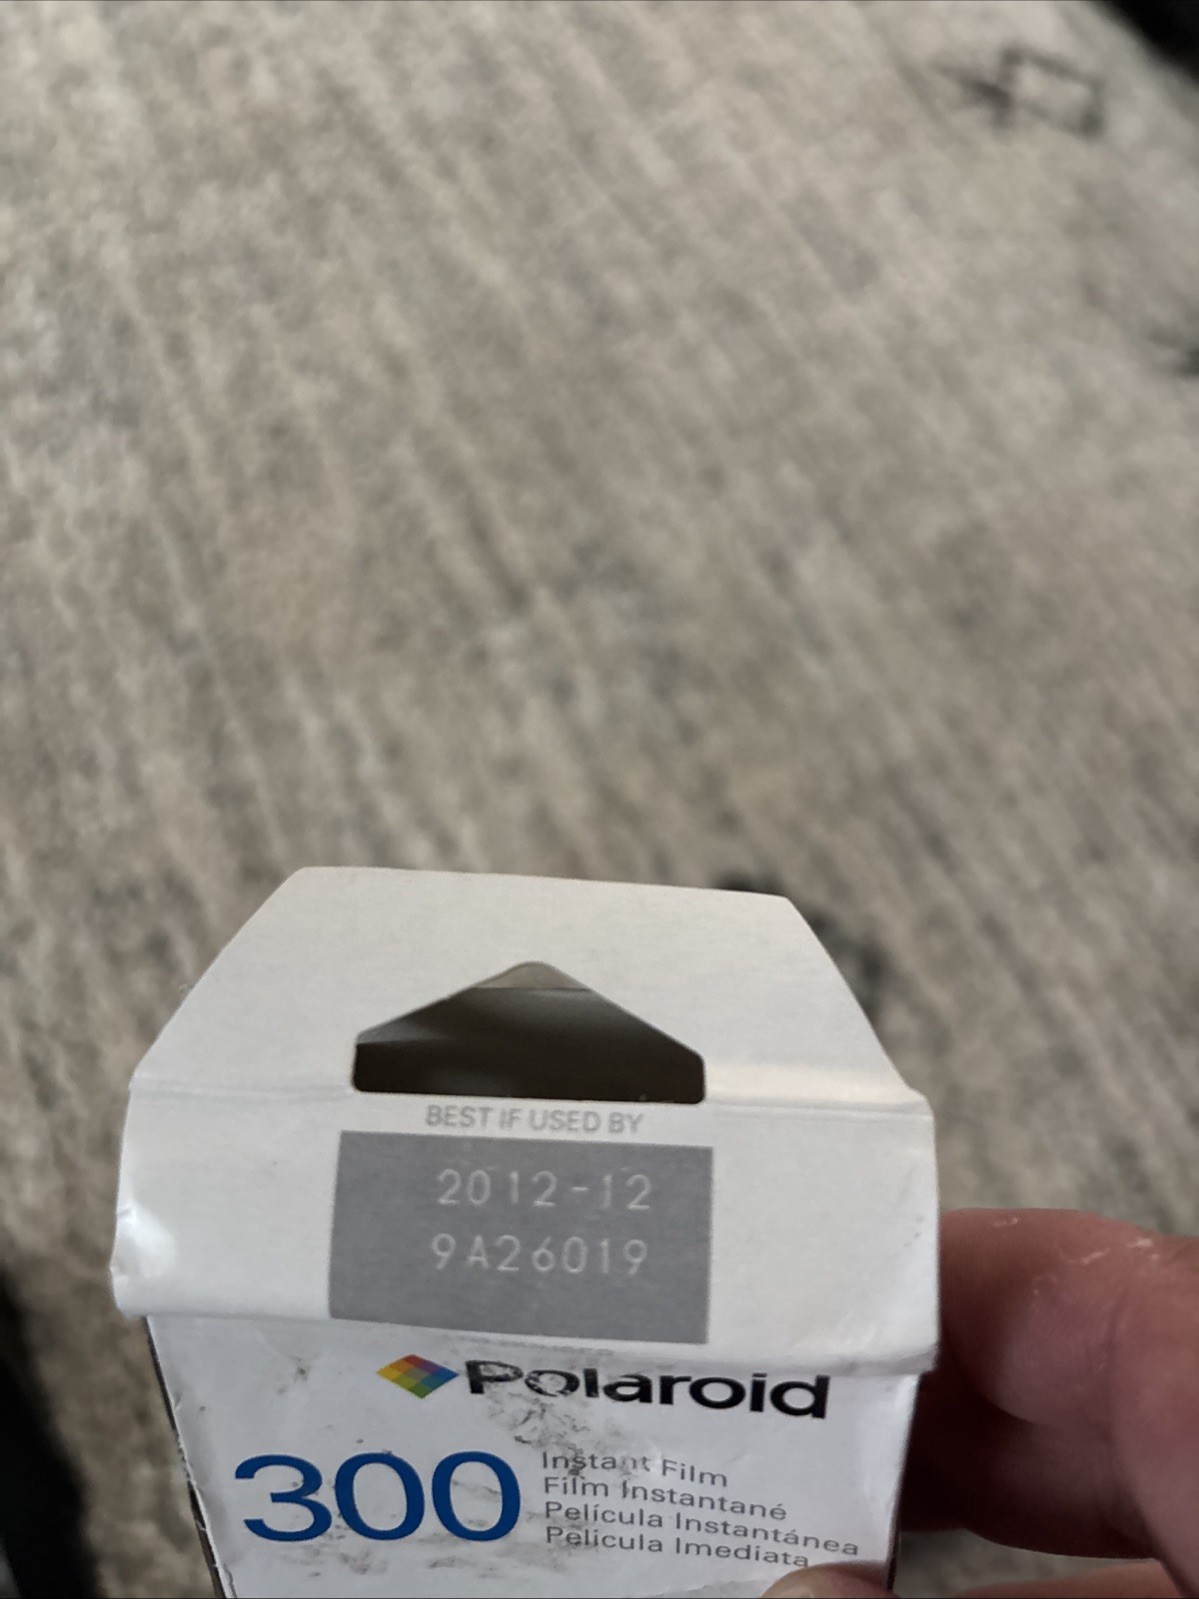 BEST IF USED BY
2012-12
9A26019
Polaroid
300
Instant Film
Film Instantané
Película Instantánea
Película Imediata